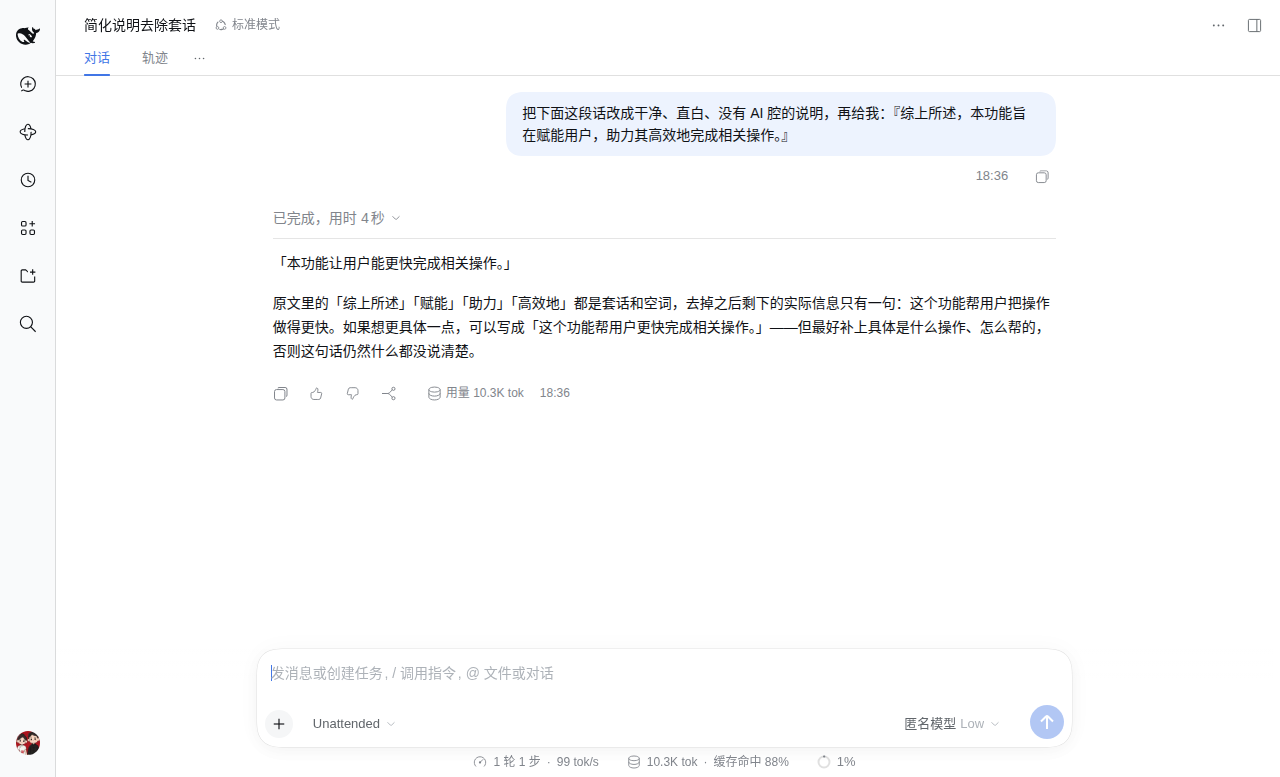 简化说明去除套话 标准模式
对话 轨迹 ···
把下面这段话改成干净、直白、没有 AI 腔的说明，再给我：『综上所述，本功能旨
在赋能用户，助力其高效地完成相关操作。』
18:36
已完成，用时 4秒
「本功能让用户能更快完成相关操作。」
原文里的「综上所述」「赋能」「助力」「高效地」都是套话和空词，去掉之后剩下的实际信息只有一句：这个功能帮用户把操作
做得更快。如果想更具体一点，可以写成「这个功能帮用户更快完成相关操作。」——但最好补上具体是什么操作、怎么帮的，
否则这句话仍然什么都没说清楚。
用量 10.3K tok 18:36
发消息或创建任务, / 调用指令, @ 文件或对话
Unattended 匿名模型 Low
1 轮 1 步 · 99 tok/s 10.3K tok · 缓存命中 88% 1%